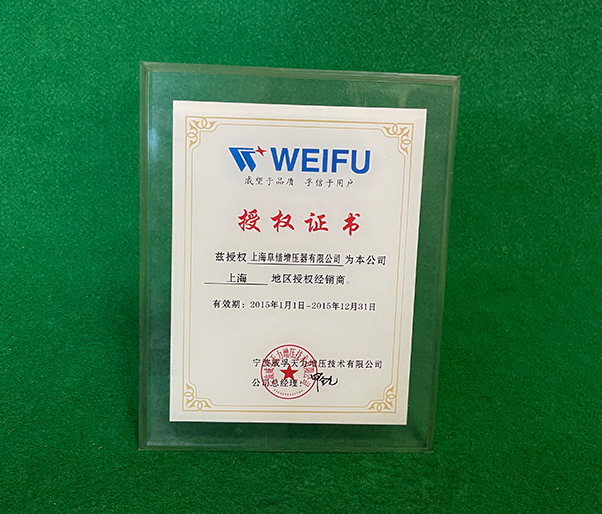 WEIFU
威望于品质 孚信于用户
授权证书
兹授权 上海阜锴增压器有限公司 为本公司
上海 地区授权经销商。
有效期：2015年1月1日-2015年12月31日
宁波威孚天力增压技术有限公司
公司总经理：